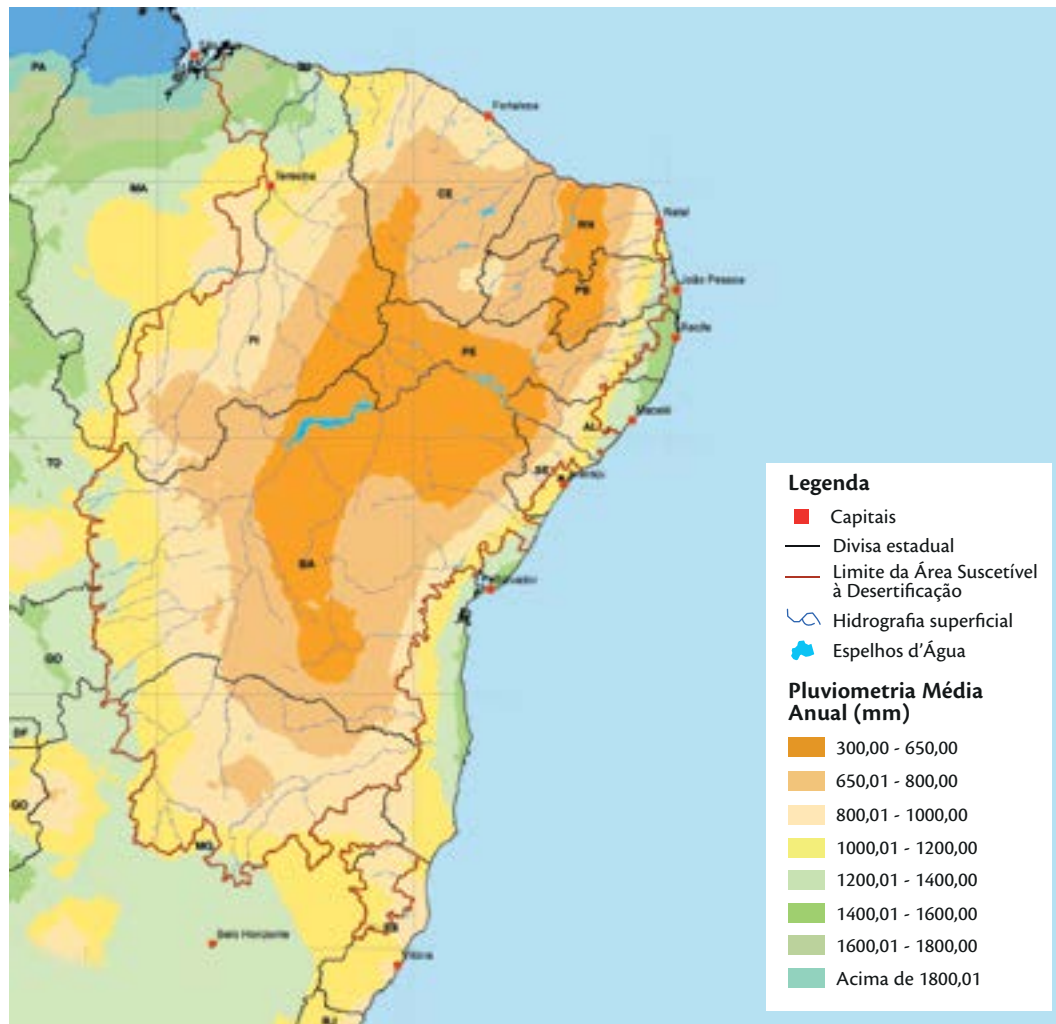 PA
MA
Teresina
Fortaleza
CE
RN
Natal
PB
João Pessoa
Recife
PI
PE
Maceió
AL
SE
TO
BA
Salvador
GO
DF
GO
MG
Belo Horizonte
ES
Vitória
RJ
Legenda
Capitais
Divisa estadual
Limite da Área Suscetível
à Desertificação
Hidrografia superficial
Espelhos d’Água
Pluviometria Média
Anual (mm)
300,00 - 650,00
650,01 - 800,00
800,01 - 1000,00
1000,01 - 1200,00
1200,01 - 1400,00
1400,01 - 1600,00
1600,01 - 1800,00
Acima de 1800,01